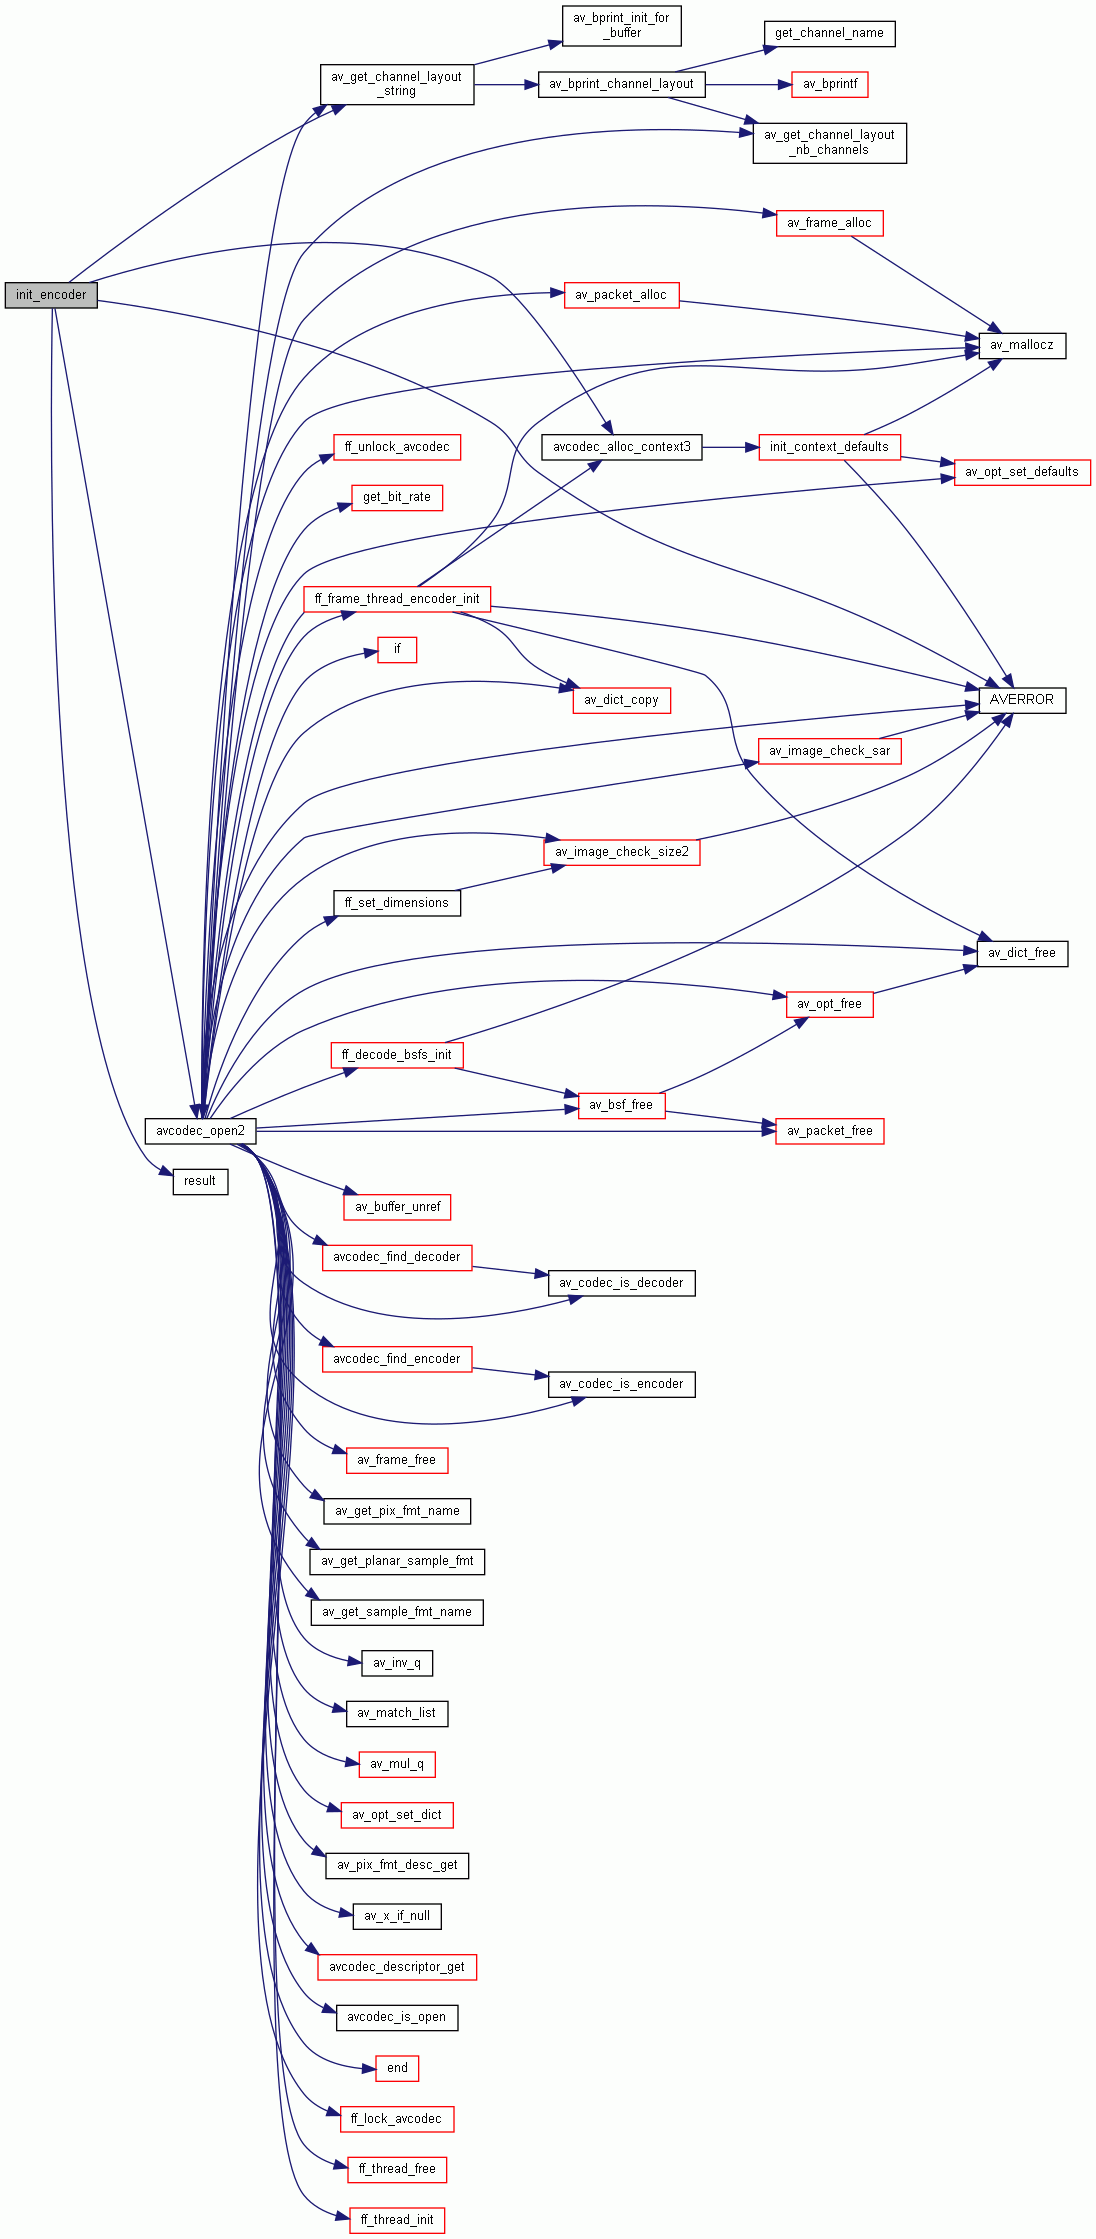 av_bprint_init_for
_buffer
get_channel_name
av_get_channel_layout
_string
av_bprint_channel_layout
av_bprintf
av_get_channel_layout
_nb_channels
av_frame_alloc
init_encoder
av_packet_alloc
av_mallocz
ff_unlock_avcodec
avcodec_alloc_context3
init_context_defaults
av_opt_set_defaults
get_bit_rate
ff_frame_thread_encoder_init
if
av_dict_copy
AVERROR
av_image_check_sar
av_image_check_size2
ff_set_dimensions
av_dict_free
av_opt_free
ff_decode_bsfs_init
av_bsf_free
avcodec_open2
av_packet_free
result
av_buffer_unref
avcodec_find_decoder
av_codec_is_decoder
avcodec_find_encoder
av_codec_is_encoder
av_frame_free
av_get_pix_fmt_name
av_get_planar_sample_fmt
av_get_sample_fmt_name
av_inv_q
av_match_list
av_mul_q
av_opt_set_dict
av_pix_fmt_desc_get
av_x_if_null
avcodec_descriptor_get
avcodec_is_open
end
ff_lock_avcodec
ff_thread_free
ff_thread_init